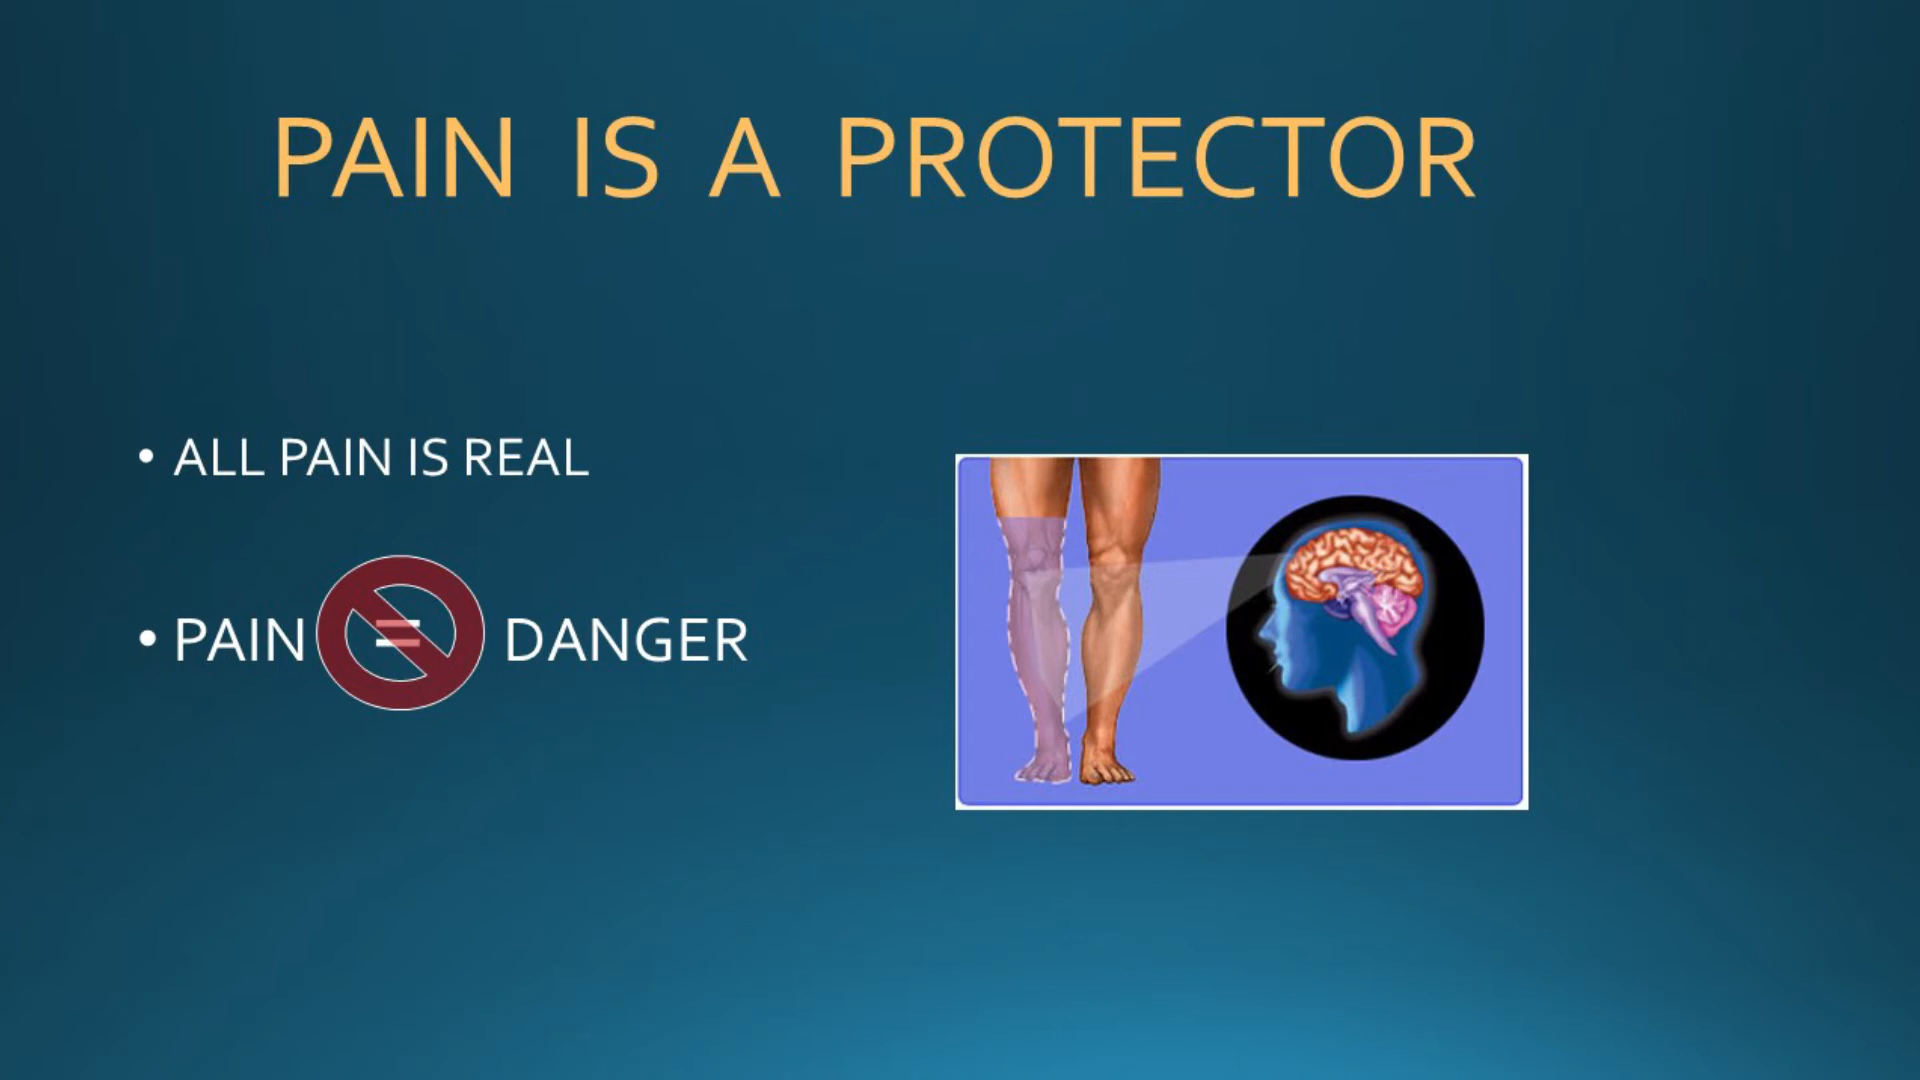 PAIN IS A PROTECTOR
• ALL PAIN IS REAL
• PAIN = DANGER